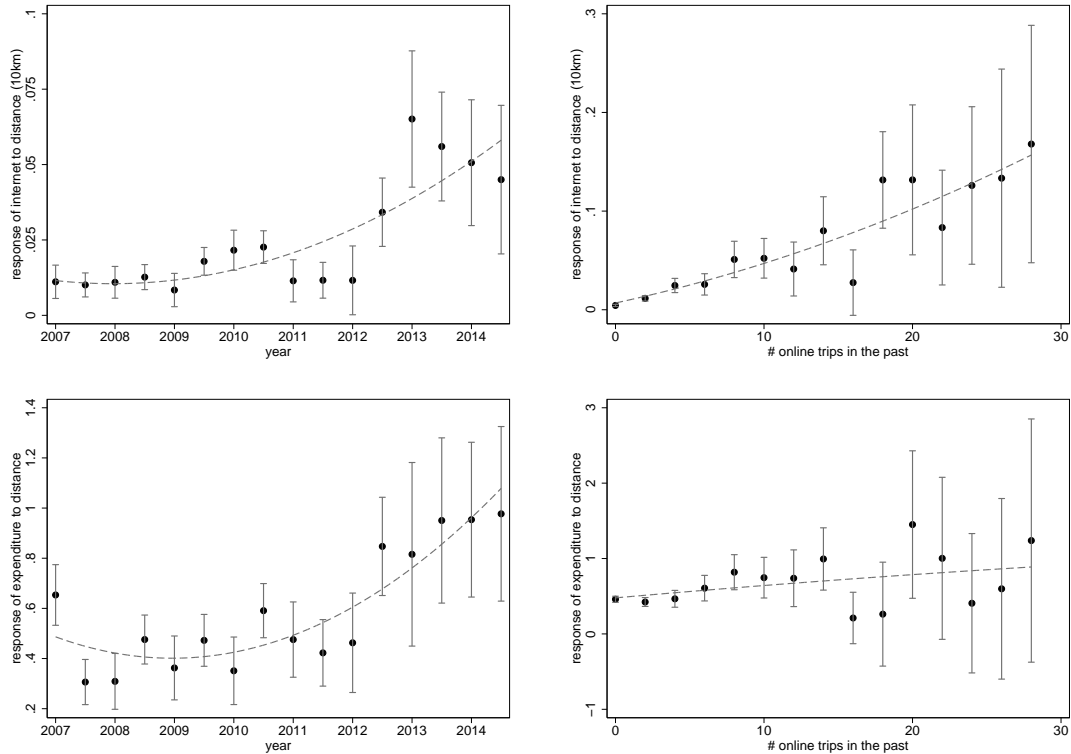 response of internet to distance (10km)
.1
.075
.05
.025
0
2007 2008 2009 2010 2011 2012 2013 2014
year
response of internet to distance (10km)
.3
.2
.1
0
0 10 20 30
# online trips in the past
response of expenditure to distance
1.4
1.2
1
.8
.6
.4
.2
2007 2008 2009 2010 2011 2012 2013 2014
year
response of expenditure to distance
3
2
1
0
−1
0 10 20 30
# online trips in the past